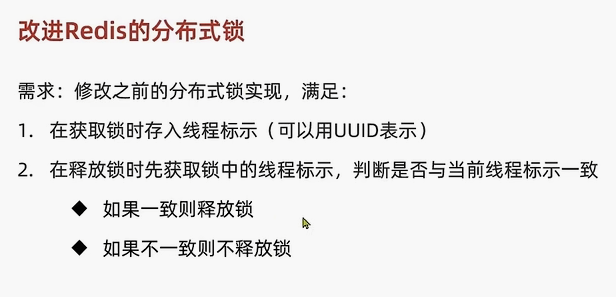 改进Redis的分布式锁
需求：修改之前的分布式锁实现，满足：
1. 在获取锁时存入线程标示（可以用UUID表示）
2. 在释放锁时先获取锁中的线程标示，判断是否与当前线程标示一致
◆ 如果一致则释放锁
◆ 如果不一致则不释放锁